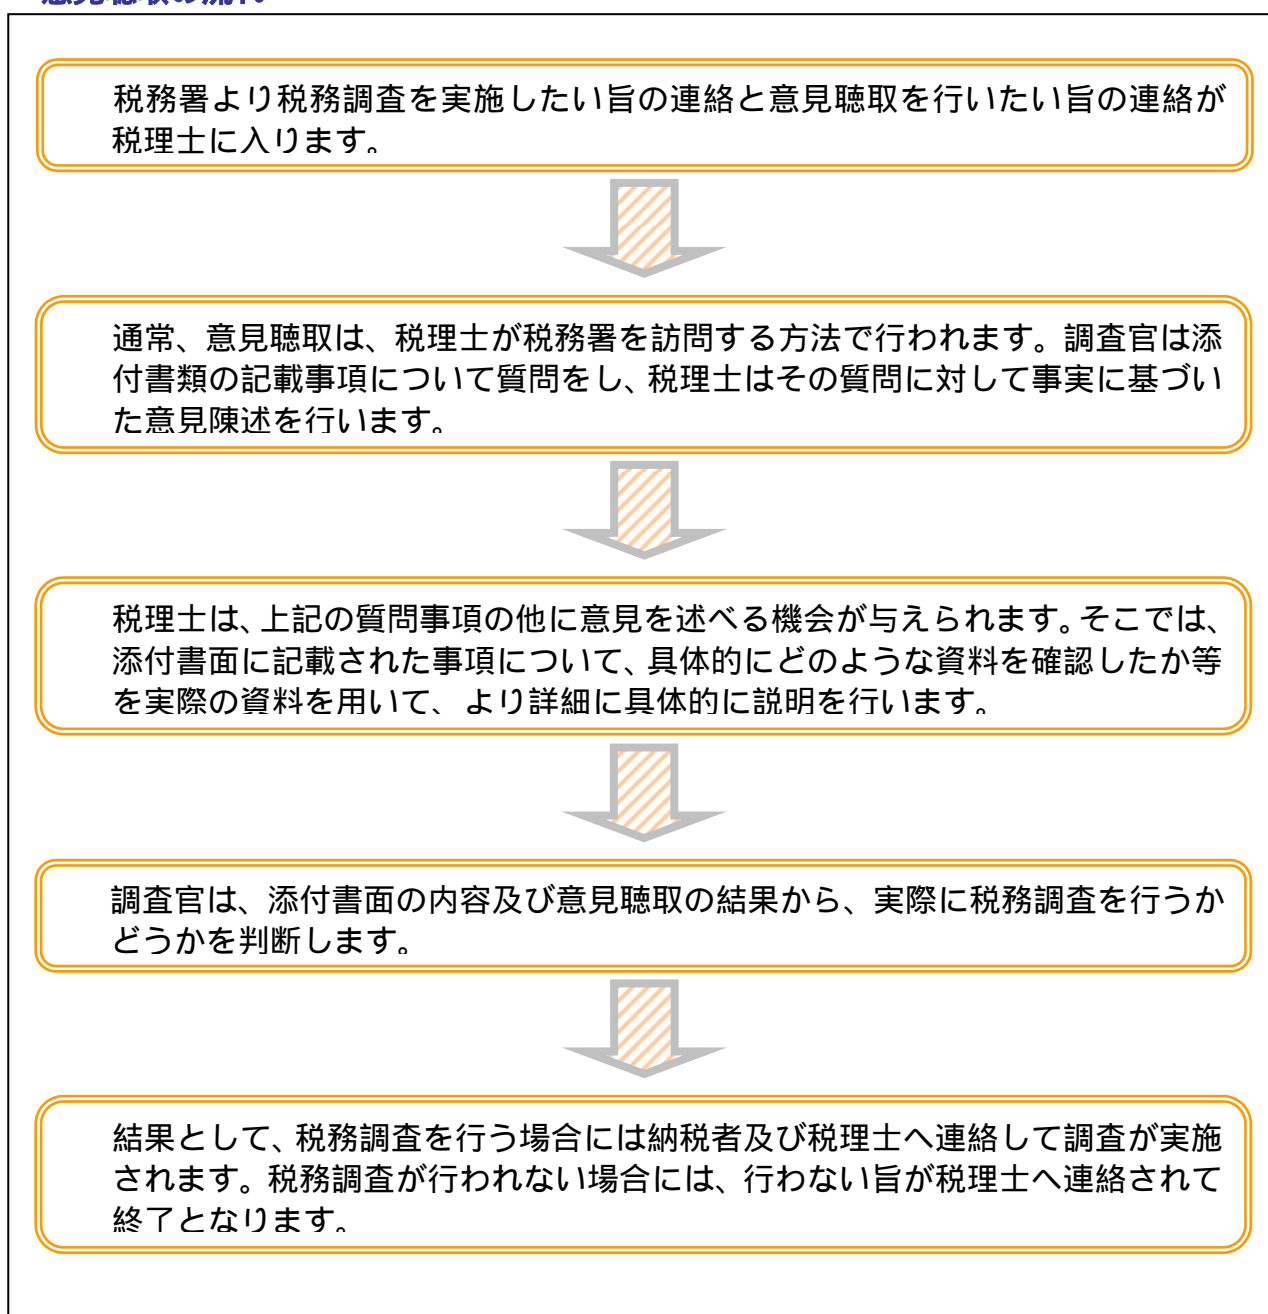 意見聴取の流れ
税務署より税務調査を実施したい旨の連絡と意見聴取を行いたい旨の連絡が
税理士に入ります。
通常、意見聴取は、税理士が税務署を訪問する方法で行われます。調査官は添
付書類の記載事項について質問をし、税理士はその質問に対して事実に基づい
た意見陳述を行います。
税理士は、上記の質問事項の他に意見を述べる機会が与えられます。そこでは、
添付書面に記載された事項について、具体的にどのような資料を確認したか等
を実際の資料を用いて、より詳細に具体的に説明を行います。
調査官は、添付書面の内容及び意見聴取の結果から、実際に税務調査を行うか
どうかを判断します。
結果として、税務調査を行う場合には納税者及び税理士へ連絡して調査が実施
されます。税務調査が行われない場合には、行わない旨が税理士へ連絡されて
終了となります。